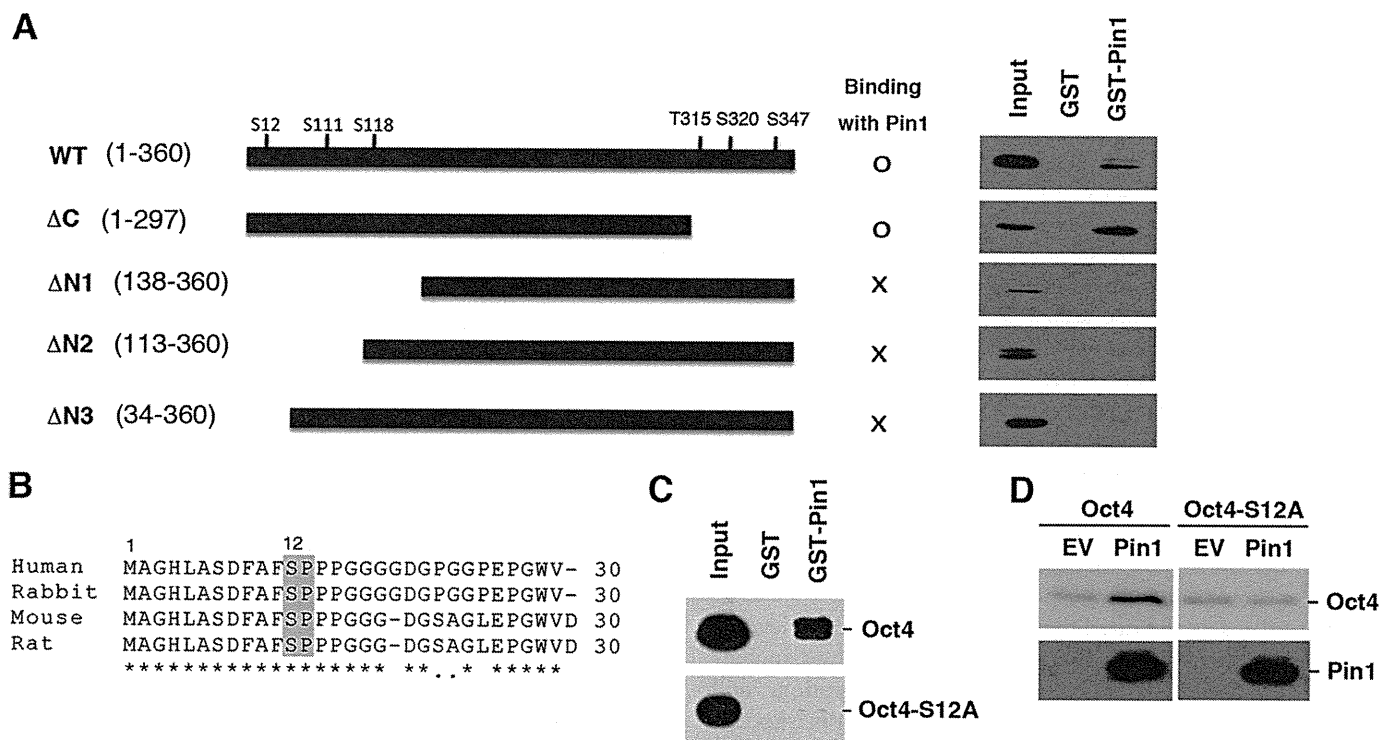 A
Binding
with Pin1
Input
GST
GST-Pin1
S12 S111 S118 T315 S320 S347
WT (1-360) O
ΔC (1-297) O
ΔN1 (138-360) X
ΔN2 (113-360) X
ΔN3 (34-360) X
B
1 12
Human MAGHLASDFAFSPPPGGGGDGPGGPEPGWV- 30
Rabbit MAGHLASDFAFSPPPGGGGDGPGGPEPGWV- 30
Mouse MAGHLASDFAFSPPPGGG-DGSAGLEPGWVD 30
Rat MAGHLASDFAFSPPPGGG-DGSAGLEPGWVD 30
****************** **..* *****
C
Input
GST
GST-Pin1
- Oct4
- Oct4-S12A
D
Oct4 Oct4-S12A
EV Pin1 EV Pin1
- Oct4
- Pin1